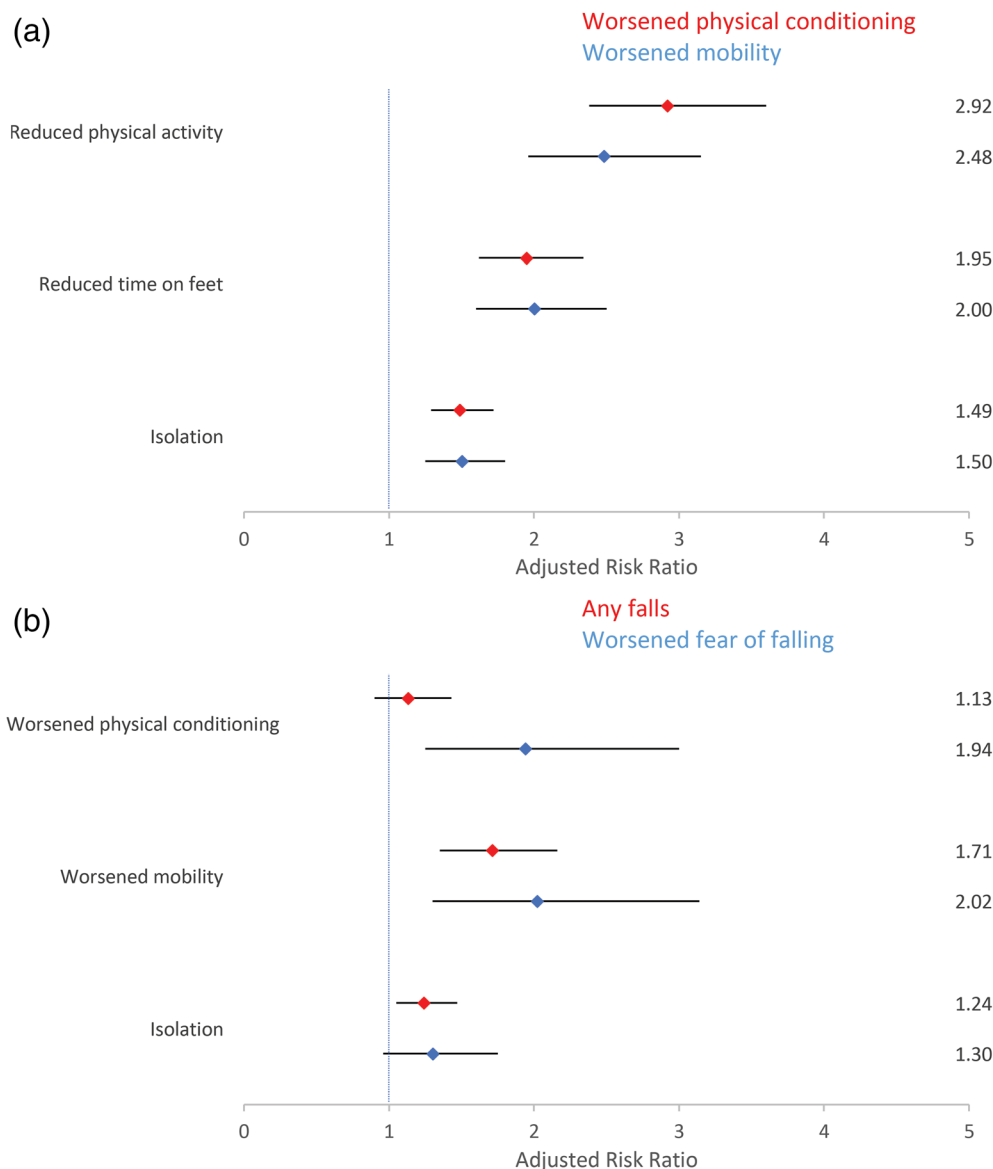 (a)
Worsened physical conditioning
Worsened mobility
Reduced physical activity
2.92
2.48
Reduced time on feet
1.95
2.00
Isolation
1.49
1.50
0 1 2 3 4 5
Adjusted Risk Ratio
(b)
Any falls
Worsened fear of falling
Worsened physical conditioning
1.13
1.94
Worsened mobility
1.71
2.02
Isolation
1.24
1.30
0 1 2 3 4 5
Adjusted Risk Ratio